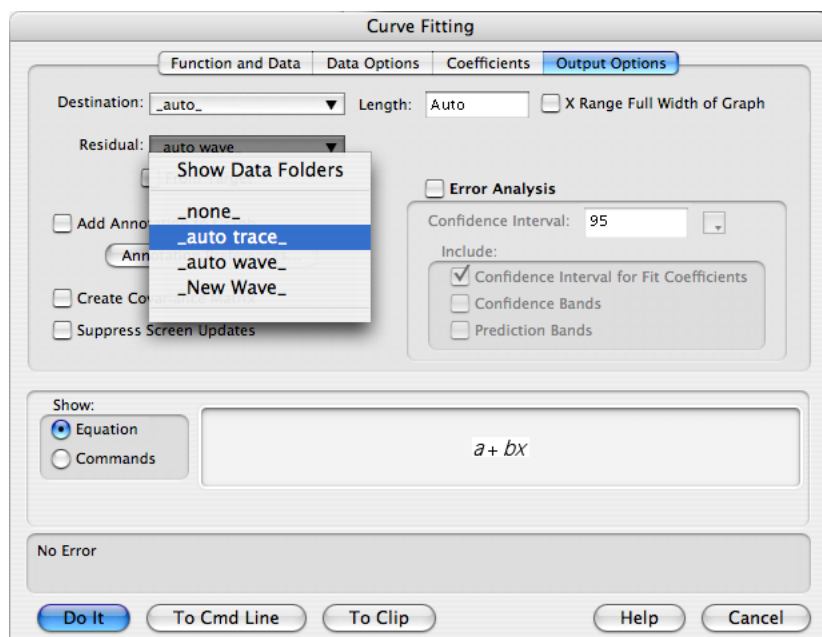 Curve Fitting
Function and Data
Data Options
Coefficients
Output Options
Destination: _auto_
Length: Auto
X Range Full Width of Graph
Residual: _auto wave_
Show Data Folders
_none_
_auto trace_
_auto wave_
_New Wave_
Add Anno
Ann
Create Co
Suppress Screen Updates
Error Analysis
Confidence Interval: 95
Include:
Confidence Interval for Fit Coefficients
Confidence Bands
Prediction Bands
Show:
Equation
Commands
a + bx
No Error
Do It
To Cmd Line
To Clip
Help
Cancel